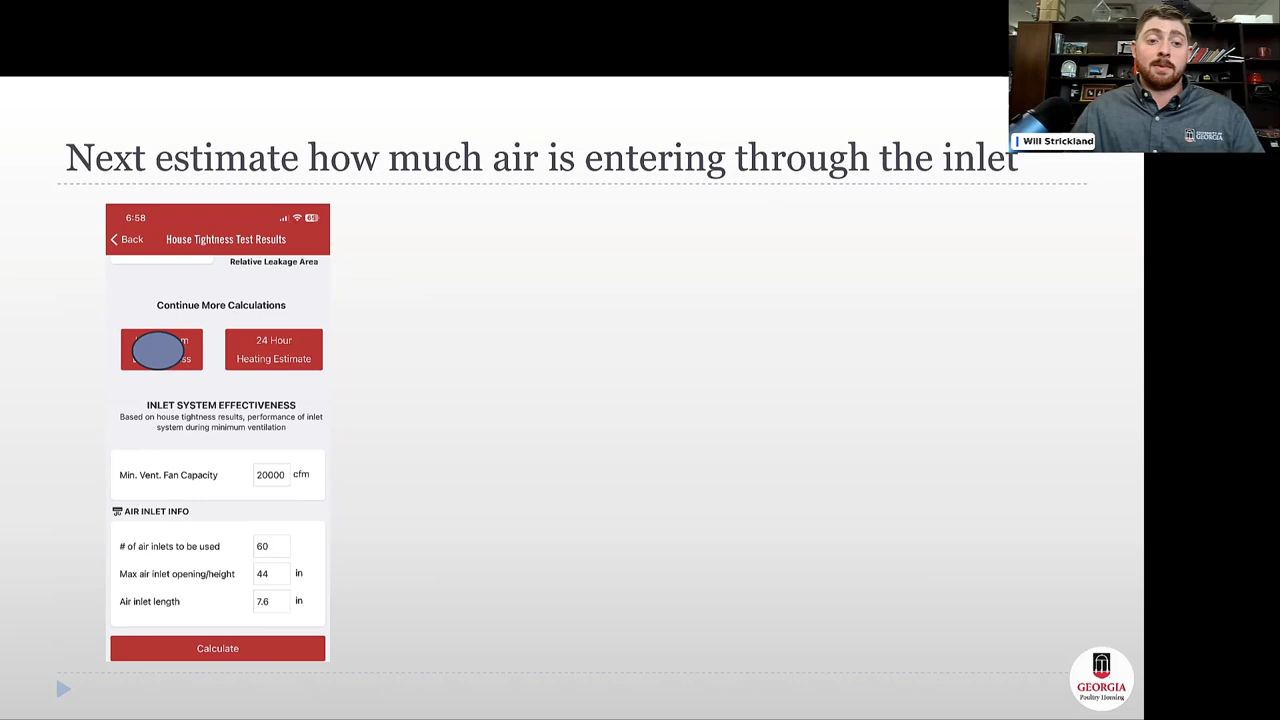 Will Strickland
UNIVERSITY OF
GEORGIA
Next estimate how much air is entering through the inlet
6:58
65
Back
House Tightness Test Results
Relative Leakage Area
Continue More Calculations
24 Hour
Heating Estimate
INLET SYSTEM EFFECTIVENESS
Based on house tightness results, performance of inlet
system during minimum ventilation
Min. Vent. Fan Capacity 20000 cfm
AIR INLET INFO
# of air inlets to be used 60
Max air inlet opening/height 44 in
Air inlet length 7.6 in
Calculate
GEORGIA
Poultry Housing